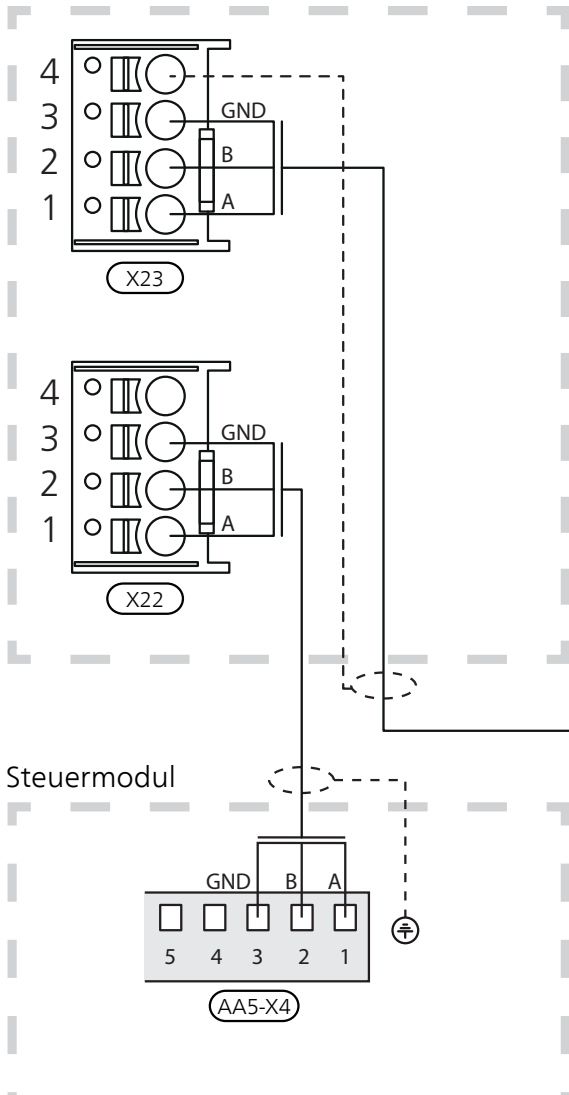 4
3 GND
2 B
1 A
X23
4
3 GND
2 B
1 A
X22
Steuermodul
GND B A
5 4 3 2 1
AA5-X4